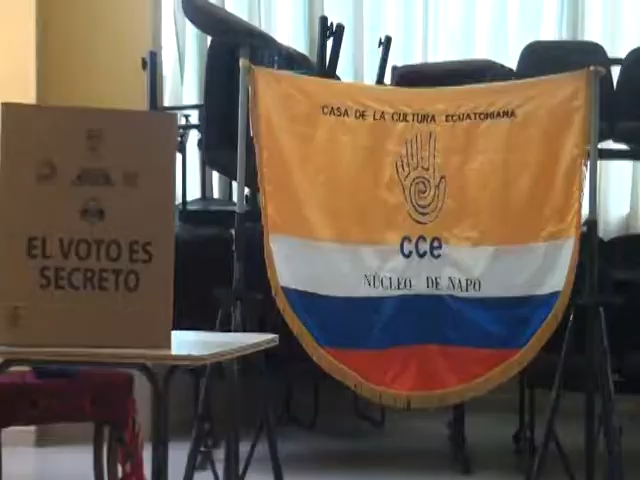 EL VOTO ES
SECRETO
CASA DE LA CULTURA ECUATORIANA
cce
NÚCLEO DE NAPO